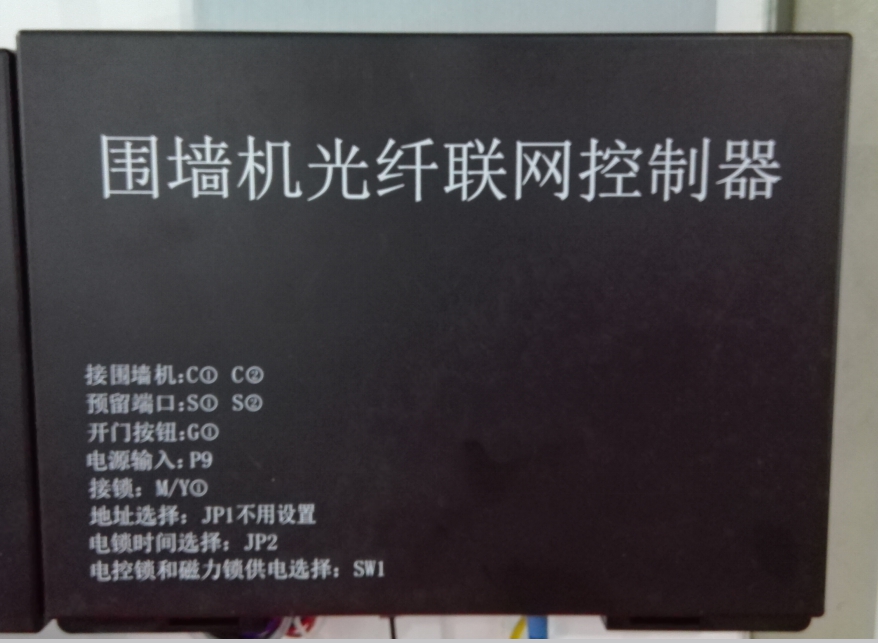 围墙机光纤联网控制器
接围墙机:C① C②
预留端口:S① S②
开门按钮:G①
电源输入:P9
接锁：M/Y①
地址选择：JP1不用设置
电锁时间选择：JP2
电控锁和磁力锁供电选择：SW1